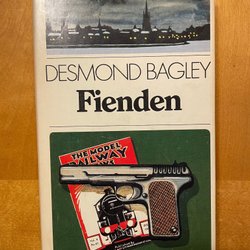 DESMOND BAGLEY
Fienden
THE MODEL
RAILWAY